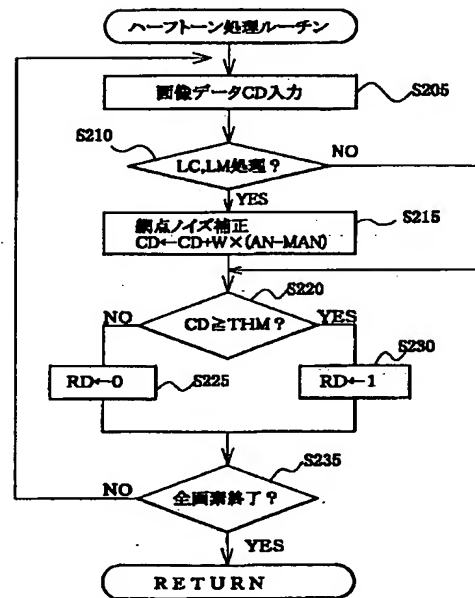 ハーフトーン処理ルーチン
画像データCD入力
S205
S210
LC,LM処理?
NO
YES
網点ノイズ補正
CD←CD+W×(AN-MAN)
S215
S220
NO
CD≧THM?
YES
RD←0
S225
RD←1
S230
S235
NO
全画素終了?
YES
RETURN